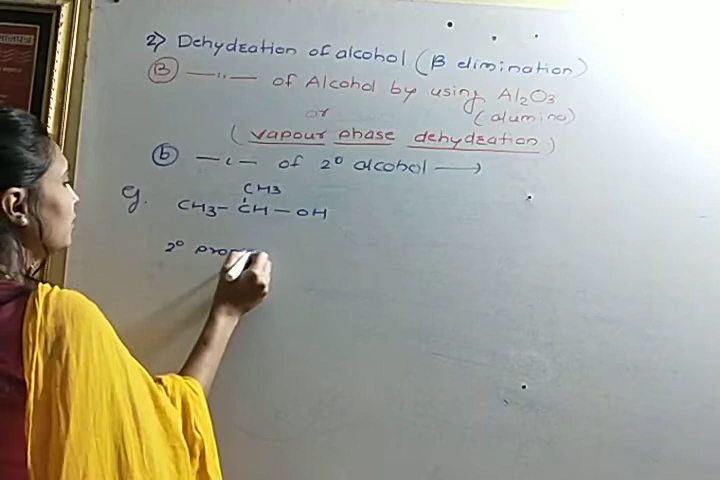 2) Dehydration of alcohol (β elimination)
B —"— of Alcohol by using Al2O3
or (alumina)
(vapour phase dehydration)
b —"— of 2° alcohol →
CH3
eg. CH3 - CH - OH
2° prop